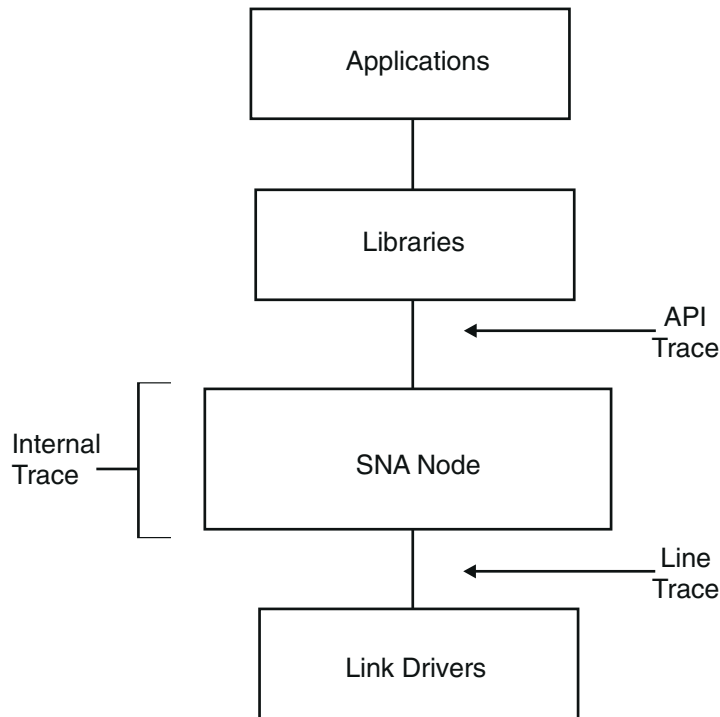 Applications
Libraries
API
Trace
Internal
Trace
SNA Node
Line
Trace
Link Drivers